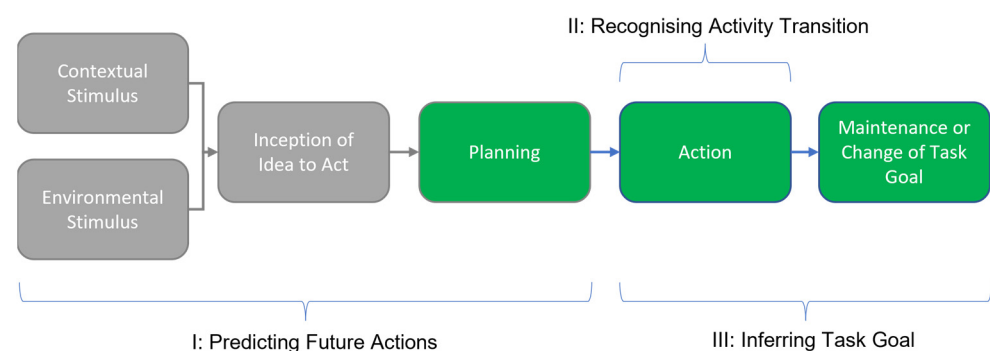 II: Recognising Activity Transition
Contextual
Stimulus
Environmental
Stimulus
Inception of
Idea to Act
Planning
Action
Maintenance or
Change of Task
Goal
I: Predicting Future Actions
III: Inferring Task Goal